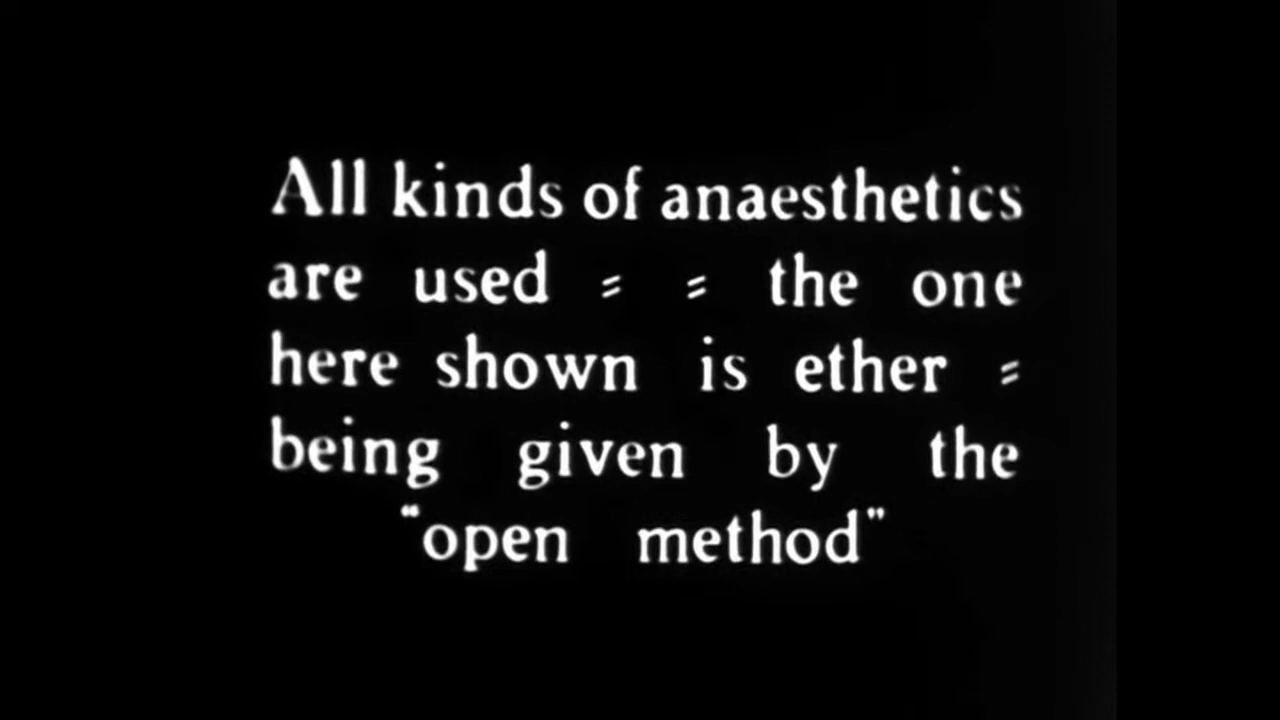 All kinds of anaesthetics
are used = = the one
here shown is ether =
being given by the
“open method”